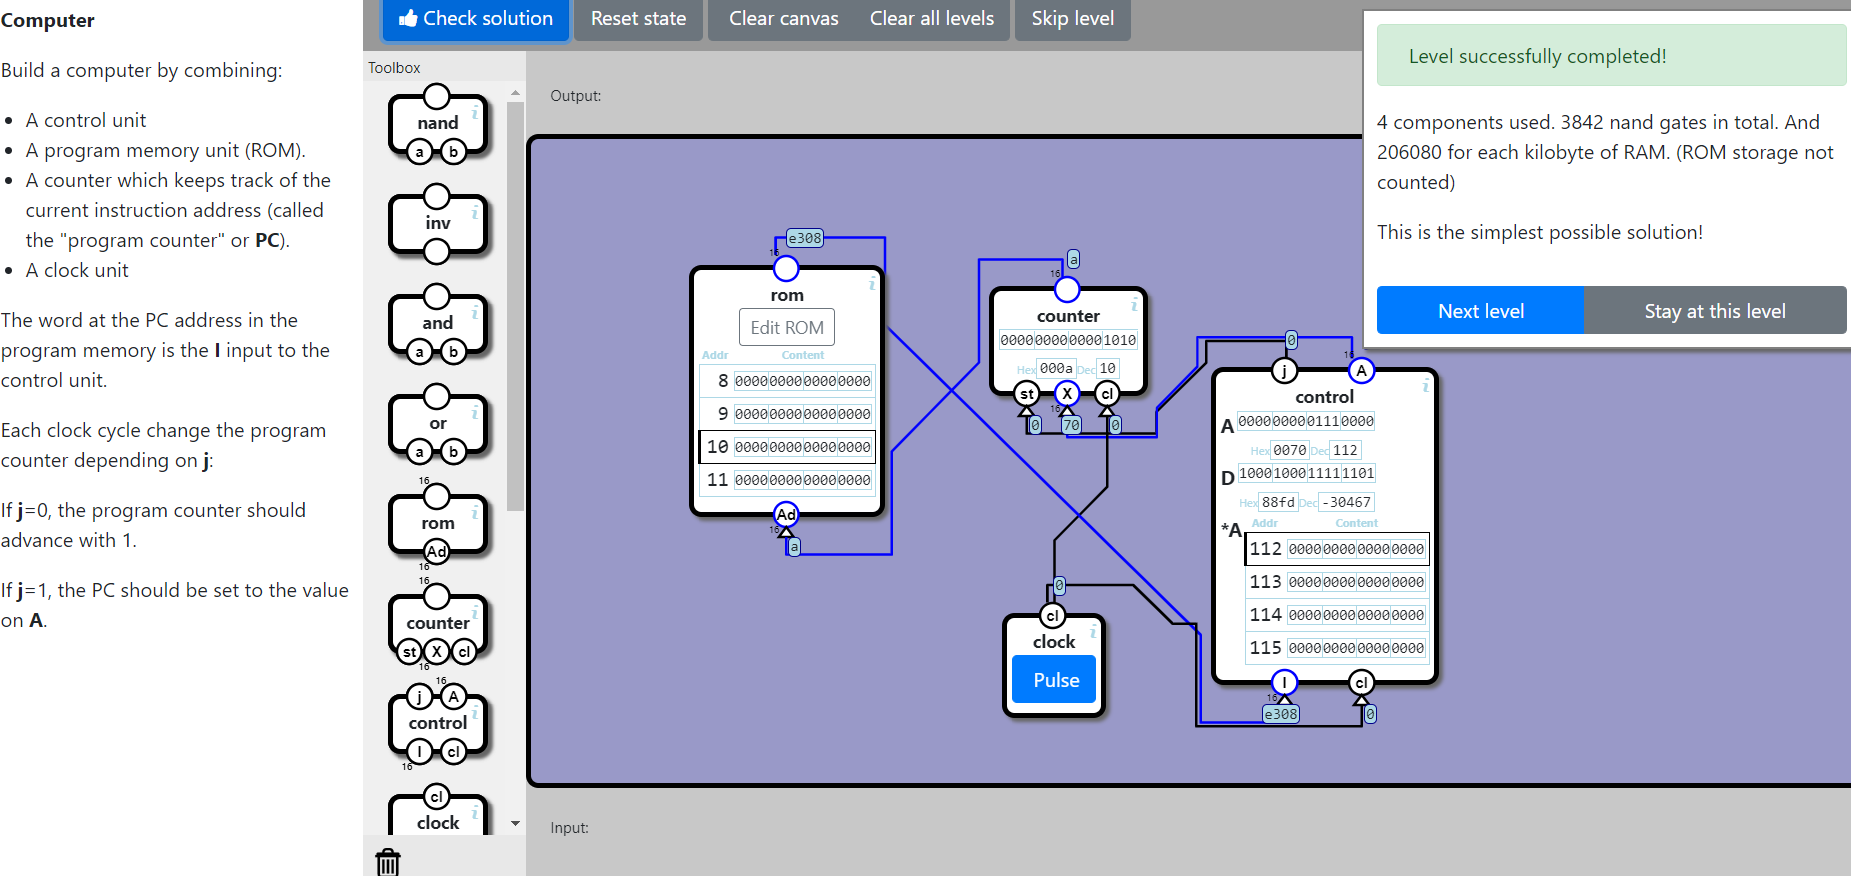 Computer
Build a computer by combining:
A control unit
A program memory unit (ROM).
A counter which keeps track of the
current instruction address (called
the "program counter" or PC).
A clock unit
The word at the PC address in the
program memory is the I input to the
control unit.
Each clock cycle change the program
counter depending on j:
If j=0, the program counter should
advance with 1.
If j=1, the PC should be set to the value
on A.
Check solution
Reset state
Clear canvas
Clear all levels
Skip level
Toolbox
nand
a b
inv
and
a b
or
a b
16
rom
Ad
16
16
counter
st X cl
16
16
j A
control
I cl
16
cl
clock
Output:
e308
16
rom
Edit ROM
Addr Content
8 0000000000000000
9 0000000000000000
10 0000000000000000
11 0000000000000000
Ad
16
a
a
16
counter
0000000000001010
Hex 000a Dec 10
st X cl
16
0 70 0
0
cl
clock
Pulse
0
16
j A
control
A 0000000001110000
Hex 0070 Dec 112
D 1000100011111101
Hex 88fd Dec -30467
*A Addr Content
112 0000000000000000
113 0000000000000000
114 0000000000000000
115 0000000000000000
I cl
16
e308 0
Input:
Level successfully completed!
4 components used. 3842 nand gates in total. And
206080 for each kilobyte of RAM. (ROM storage not
counted)
This is the simplest possible solution!
Next level
Stay at this level